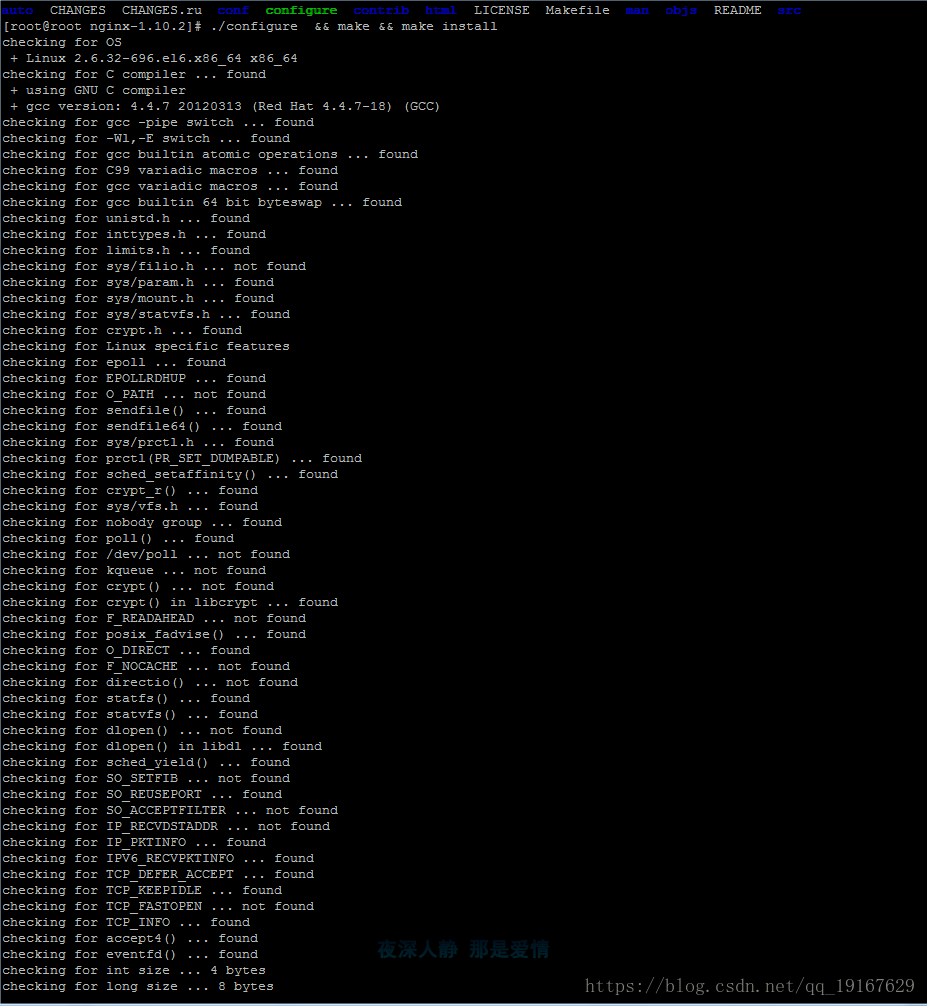 auto CHANGES CHANGES.ru conf configure contrib html LICENSE Makefile man objs README src
[root@root nginx-1.10.2]# ./configure  && make && make install
checking for OS
 + Linux 2.6.32-696.el6.x86_64 x86_64
checking for C compiler ... found
 + using GNU C compiler
 + gcc version: 4.4.7 20120313 (Red Hat 4.4.7-18) (GCC)
checking for gcc -pipe switch ... found
checking for -Wl,-E switch ... found
checking for gcc builtin atomic operations ... found
checking for C99 variadic macros ... found
checking for gcc variadic macros ... found
checking for gcc builtin 64 bit byteswap ... found
checking for unistd.h ... found
checking for inttypes.h ... found
checking for limits.h ... found
checking for sys/filio.h ... not found
checking for sys/param.h ... found
checking for sys/mount.h ... found
checking for sys/statvfs.h ... found
checking for crypt.h ... found
checking for Linux specific features
checking for epoll ... found
checking for EPOLLRDHUP ... found
checking for O_PATH ... not found
checking for sendfile() ... found
checking for sendfile64() ... found
checking for sys/prctl.h ... found
checking for prctl(PR_SET_DUMPABLE) ... found
checking for sched_setaffinity() ... found
checking for crypt_r() ... found
checking for sys/vfs.h ... found
checking for nobody group ... found
checking for poll() ... found
checking for /dev/poll ... not found
checking for kqueue ... not found
checking for crypt() ... not found
checking for crypt() in libcrypt ... found
checking for F_READAHEAD ... not found
checking for posix_fadvise() ... found
checking for O_DIRECT ... found
checking for F_NOCACHE ... not found
checking for directio() ... not found
checking for statfs() ... found
checking for statvfs() ... found
checking for dlopen() ... not found
checking for dlopen() in libdl ... found
checking for sched_yield() ... found
checking for SO_SETFIB ... not found
checking for SO_REUSEPORT ... found
checking for SO_ACCEPTFILTER ... not found
checking for IP_RECVDSTADDR ... not found
checking for IP_PKTINFO ... found
checking for IPV6_RECVPKTINFO ... found
checking for TCP_DEFER_ACCEPT ... found
checking for TCP_KEEPIDLE ... found
checking for TCP_FASTOPEN ... not found
checking for TCP_INFO ... found
checking for accept4() ... found
checking for eventfd() ... found
夜深人静 那是爱情
checking for int size ... 4 bytes
checking for long size ... 8 bytes
https://blog.csdn.net/qq_19167629